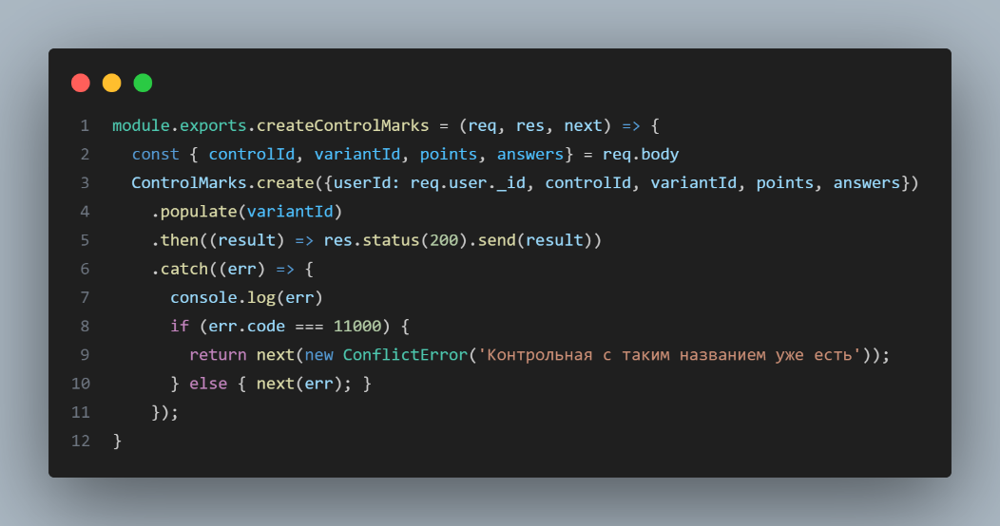 1 module.exports.createControlMarks = (req, res, next) => {
2   const { controlId, variantId, points, answers} = req.body
3   ControlMarks.create({userId: req.user._id, controlId, variantId, points, answers})
4     .populate(variantId)
5     .then((result) => res.status(200).send(result))
6     .catch((err) => {
7       console.log(err)
8       if (err.code === 11000) {
9         return next(new ConflictError('Контрольная с таким названием уже есть'));
10       } else { next(err); }
11     });
12 }